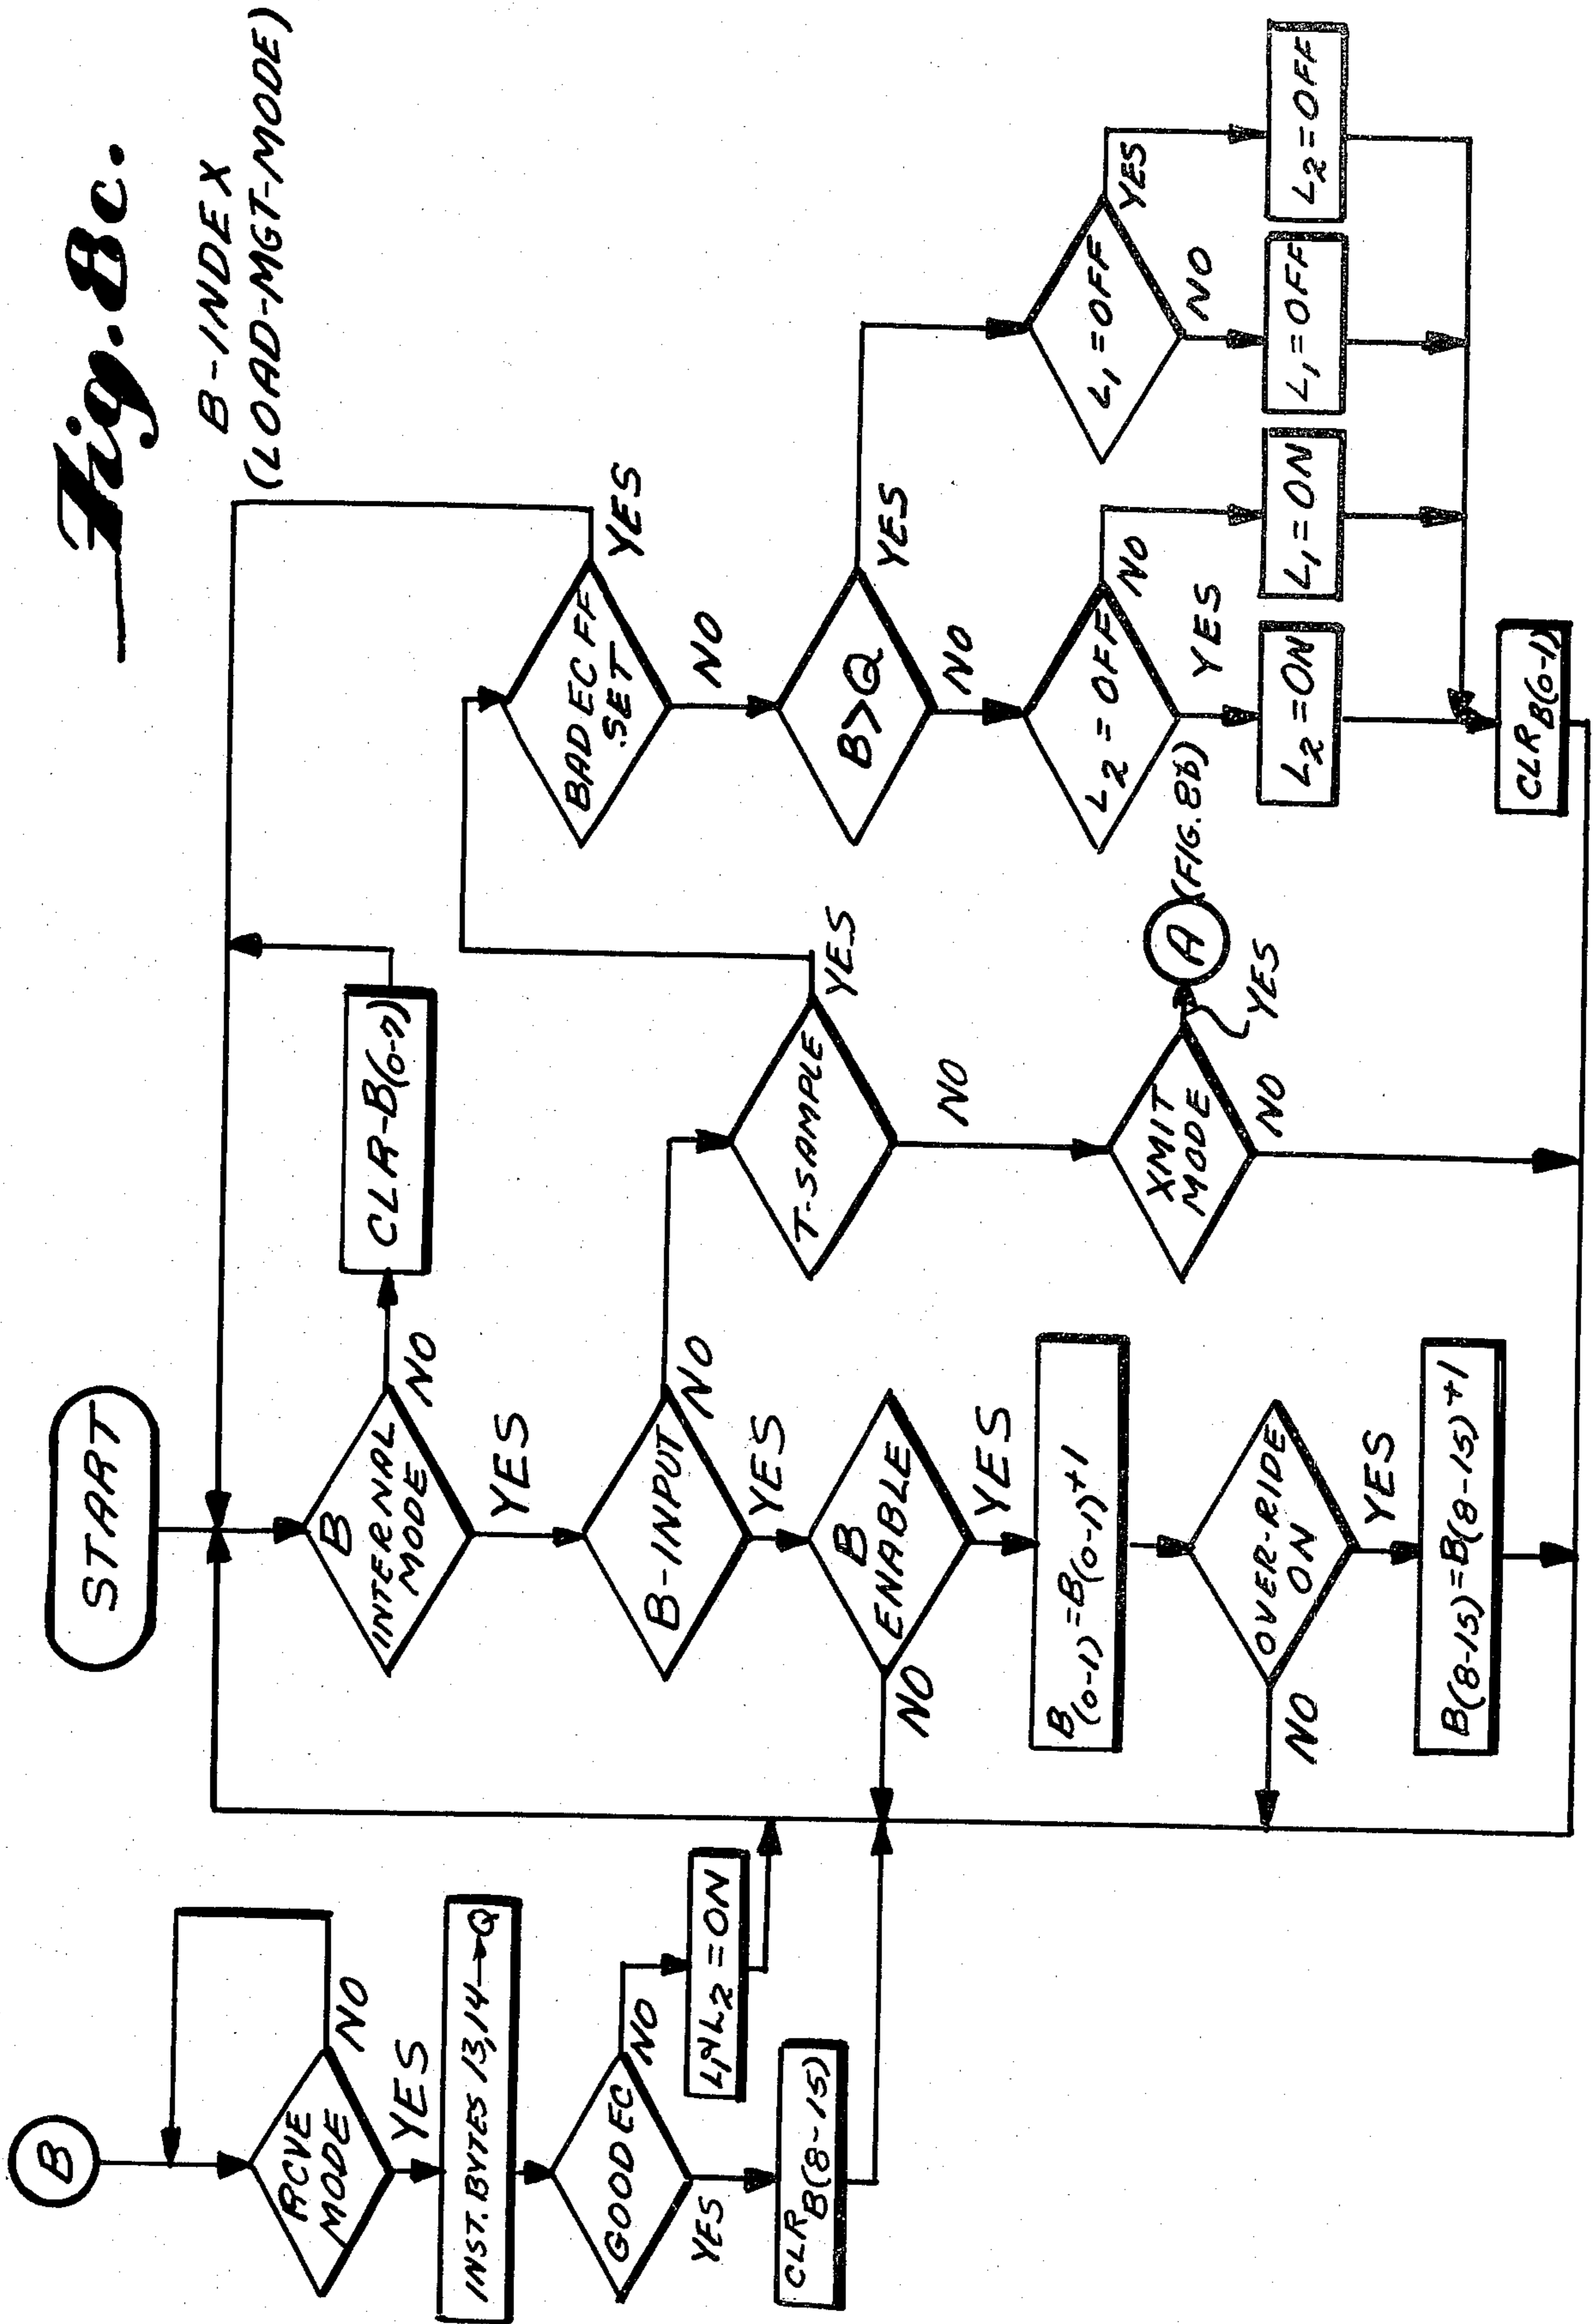 Fig. 8c.
B-INDEX
(LOAD-MGT-MODE)
START
B
INTERNAL
MODE
NO
CLR-B(0-7)
YES
B-INPUT
NO
YES
B
ENABLE
NO
YES
B(0-1)=B(0-1)+1
OVER-RIDE
ON
NO
YES
B(8-15)=B(8-15)+1
T-SAMPLE
YES
NO
XMIT
MODE
YES
A
(FIG. 8b)
NO
BAD EC FF
SET
YES
NO
B>Q
YES
NO
L2=OFF
NO
YES
L1=OFF
YES
NO
L2=ON
L1=ON
L1=OFF
L2=OFF
CLR B(0-1)
B
RCVE
MODE
NO
YES
INST. BYTES 13,14→Q
GOOD EC
NO
YES
L2=ON
CLR B(8-15)